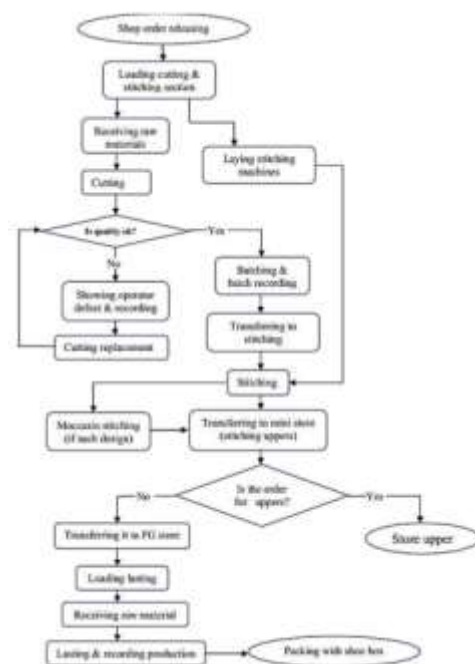 Shop order releasing
Loading cutting &
stitching section
Receiving raw
materials
Laying stitching
machines
Cutting
Is quality ok?
Yes
No
Batching &
batch recording
Showing operator
defect & recording
Transferring to
stitching
Cutting replacement
Stitching
Moccasin stitching
(if such design)
Transferring to mini store
(stitching uppers)
Is the order
for uppers?
No
Yes
Transferring it to FG store
Store upper
Loading lasting
Receiving raw material
Lasting & recording production
Packing with shoe box